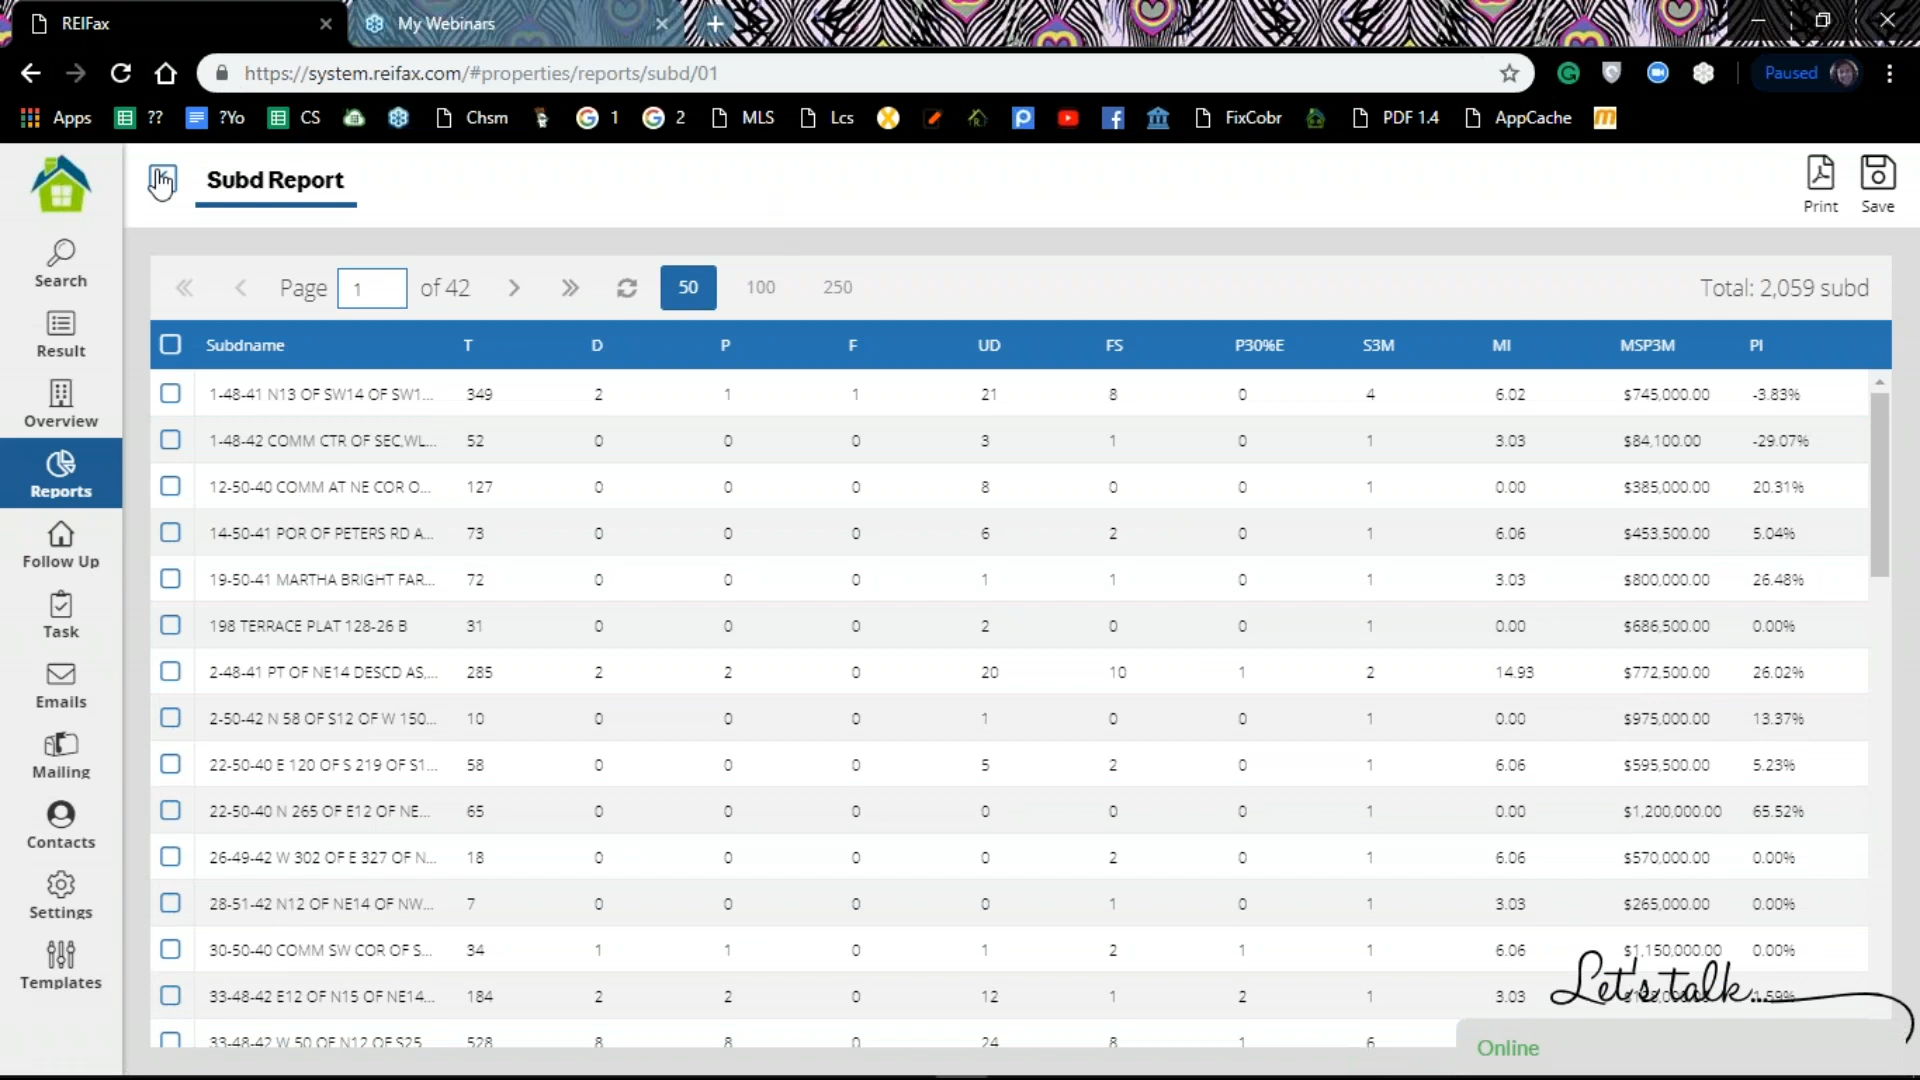 REIFax
My Webinars
https://system.reifax.com/#properties/reports/subd/01
Paused
Apps ?? ?Yo CS Chsm 1 2 MLS Lcs FixCobr PDF 1.4 AppCache
Subd Report
Print Save
Search
Result
Overview
Reports
Follow Up
Task
Emails
Mailing
Contacts
Settings
Templates
Page 1 of 42 50 100 250 Total: 2,059 subd
Subdname T D P F UD FS P30%E S3M MI MSP3M PI
1-48-41 N13 OF SW14 OF SW1... 349 2 1 1 21 8 0 4 6.02 $745,000.00 -3.83%
1-48-42 COMM CTR OF SEC,WL... 52 0 0 0 3 1 0 1 3.03 $84,100.00 -29.07%
12-50-40 COMM AT NE COR O... 127 0 0 0 8 0 0 1 0.00 $385,000.00 20.31%
14-50-41 POR OF PETERS RD A... 73 0 0 0 6 2 0 1 6.06 $453,500.00 5.04%
19-50-41 MARTHA BRIGHT FAR... 72 0 0 0 1 1 0 1 3.03 $800,000.00 26.48%
198 TERRACE PLAT 128-26 B 31 0 0 0 2 0 0 1 0.00 $686,500.00 0.00%
2-48-41 PT OF NE14 DESCD AS,... 285 2 2 0 20 10 1 2 14.93 $772,500.00 26.02%
2-50-42 N 58 OF S12 OF W 150... 10 0 0 0 1 0 0 1 0.00 $975,000.00 13.37%
22-50-40 E 120 OF S 219 OF S1... 58 0 0 0 5 2 0 1 6.06 $595,500.00 5.23%
22-50-40 N 265 OF E12 OF NE... 65 0 0 0 0 0 0 1 0.00 $1,200,000.00 65.52%
26-49-42 W 302 OF E 327 OF N... 18 0 0 0 0 2 0 1 6.06 $570,000.00 0.00%
28-51-42 N12 OF NE14 OF NW... 7 0 0 0 0 1 0 1 3.03 $265,000.00 0.00%
30-50-40 COMM SW COR OF S... 34 1 1 0 1 2 1 1 6.06 $1,150,000.00 0.00%
33-48-42 E12 OF N15 OF NE14... 184 2 2 0 12 1 2 1 3.03
33-48-42 W 50 OF N12 OF S25 528 8 8 0 24 8 1 6
Let's talk...
Online